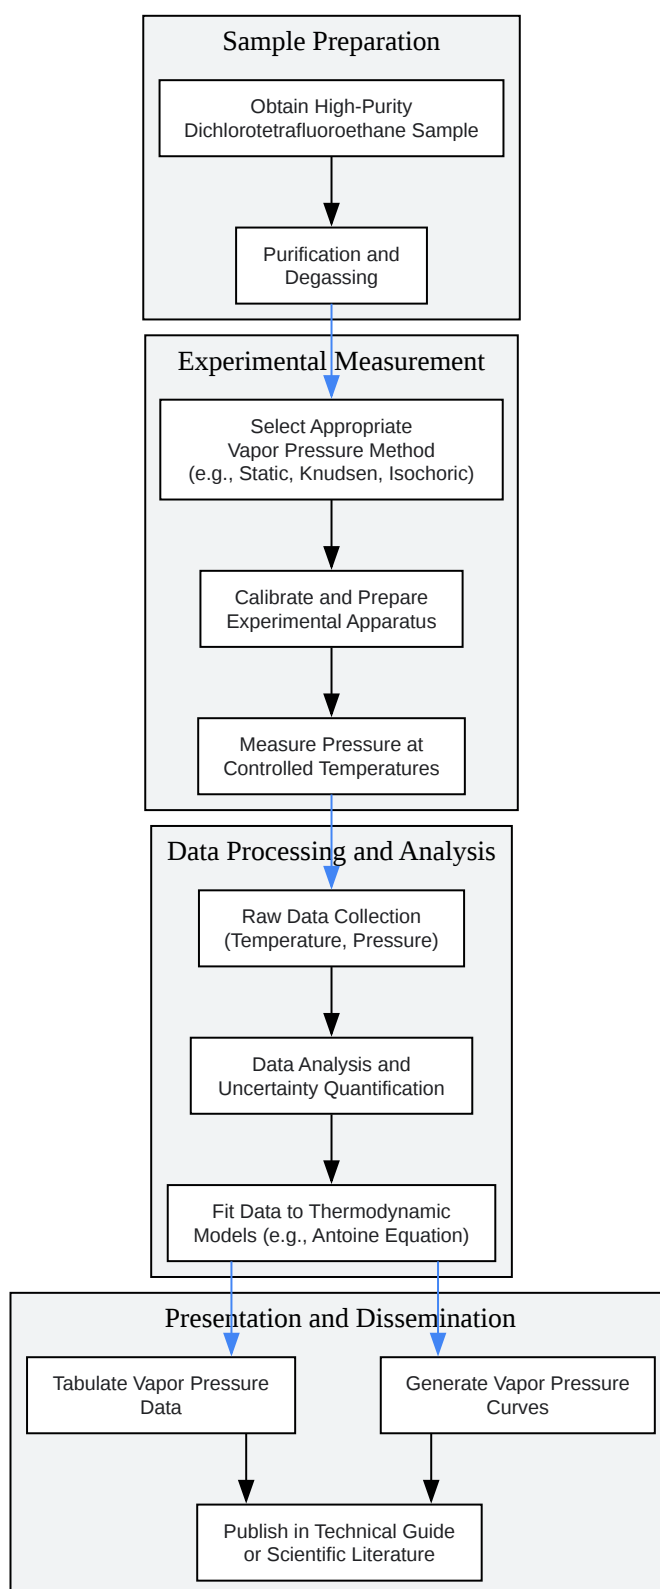 Sample Preparation
Obtain High-Purity
Dichlorotetrafluoroethane Sample
Purification and
Degassing
Experimental Measurement
Select Appropriate
Vapor Pressure Method
(e.g., Static, Knudsen, Isochoric)
Calibrate and Prepare
Experimental Apparatus
Measure Pressure at
Controlled Temperatures
Data Processing and Analysis
Raw Data Collection
(Temperature, Pressure)
Data Analysis and
Uncertainty Quantification
Fit Data to Thermodynamic
Models (e.g., Antoine Equation)
Presentation and Dissemination
Tabulate Vapor Pressure
Data
Generate Vapor Pressure
Curves
Publish in Technical Guide
or Scientific Literature